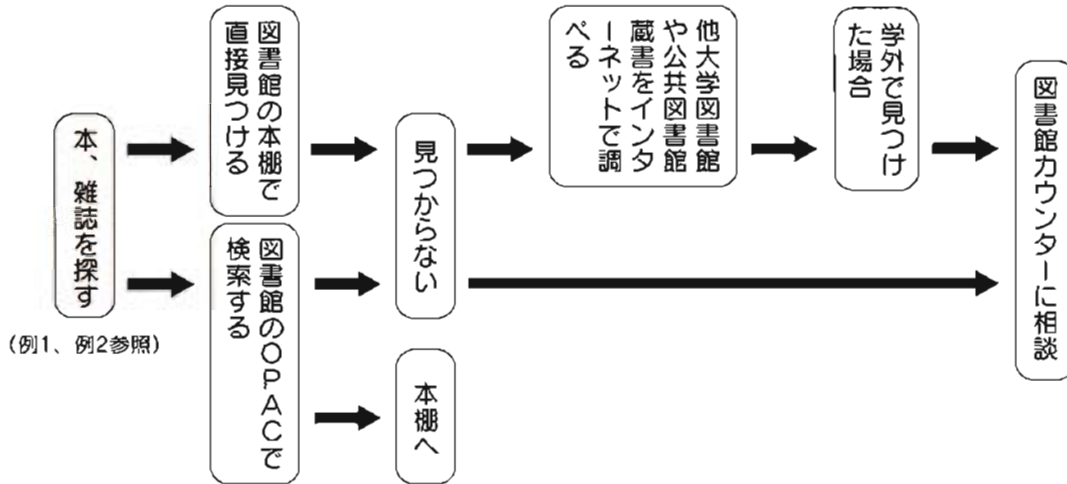 本、雑誌を探す
(例1、例2参照)
図書館の本棚で
直接見つける
図書館のOPACで
検索する
見つからない
本棚へ
他大学図書館
や公共図書館
蔵書をインタ
ーネットで調
べる
学外で見つけ
た場合
図書館カウンターに相談